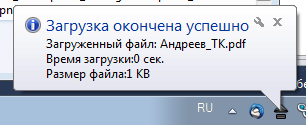 Загрузка окончена успешно
Загруженный файл: Андреев_ТК.pdf
Время загрузки:0 сек.
Размер файла:1 KB
RU